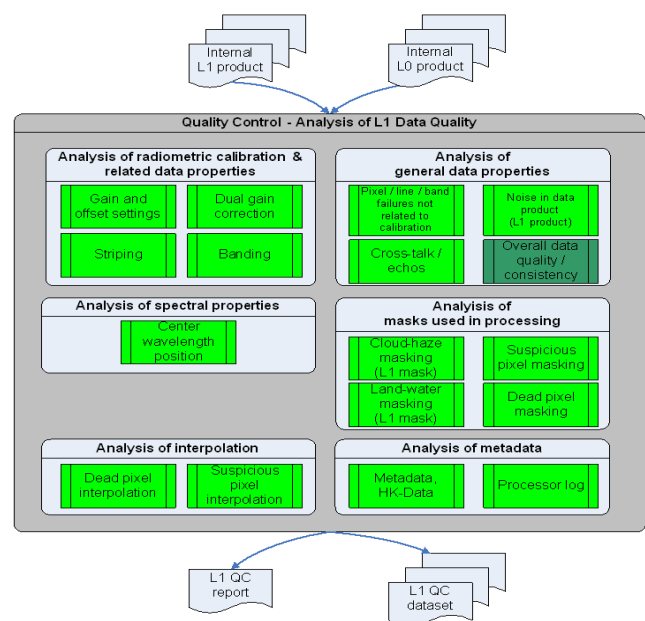 Internal
L1 product
Internal
L0 product
Quality Control - Analysis of L1 Data Quality
Analysis of radiometric calibration &
related data properties
Gain and
offset settings
Dual gain
correction
Striping
Banding
Analysis of
general data properties
Pixel / line / band
failures not
related to
calibration
Noise in data
product
(L1 product)
Cross-talk /
echos
Overall data
quality /
consistency
Analysis of spectral properties
Center
wavelength
position
Analyisis of
masks used in processing
Cloud-haze
masking
(L1 mask)
Suspicious
pixel masking
Land-water
masking
(L1 mask)
Dead pixel
masking
Analysis of interpolation
Dead pixel
interpolation
Suspicious
pixel
interpolation
Analysis of metadata
Metadata,
HK-Data
Processor log
L1 QC
report
L1 QC
dataset